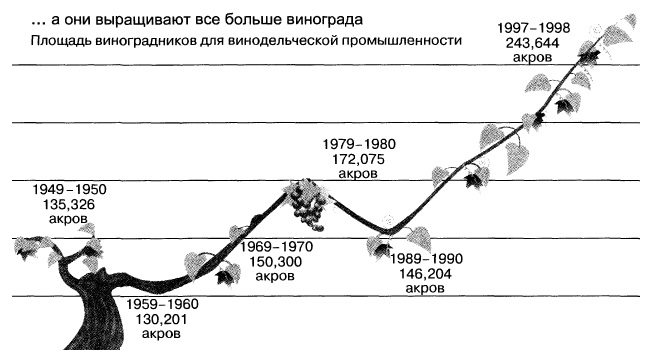 ... а они выращивают все больше винограда
Площадь виноградников для винодельческой промышленности
1997–1998
243,644
акров
1979–1980
172,075
акров
1949–1950
135,326
акров
1969–1970
150,300
акров
1989–1990
146,204
акров
1959–1960
130,201
акров